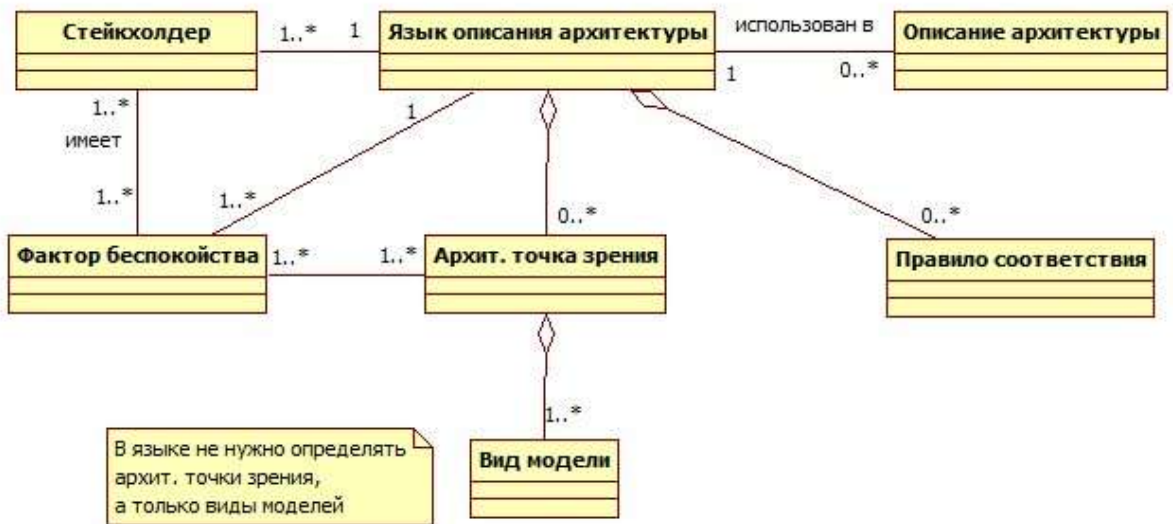 Стейкхолдер
1..*
1
Язык описания архитектуры
использован в
1
0..*
Описание архитектуры
1..*
имеет
1..*
1
1..*
0..*
0..*
Фактор беспокойства
1..*
1..*
Архит. точка зрения
Правило соответствия
1..*
В языке не нужно определять
архит. точки зрения,
а только виды моделей
Вид модели